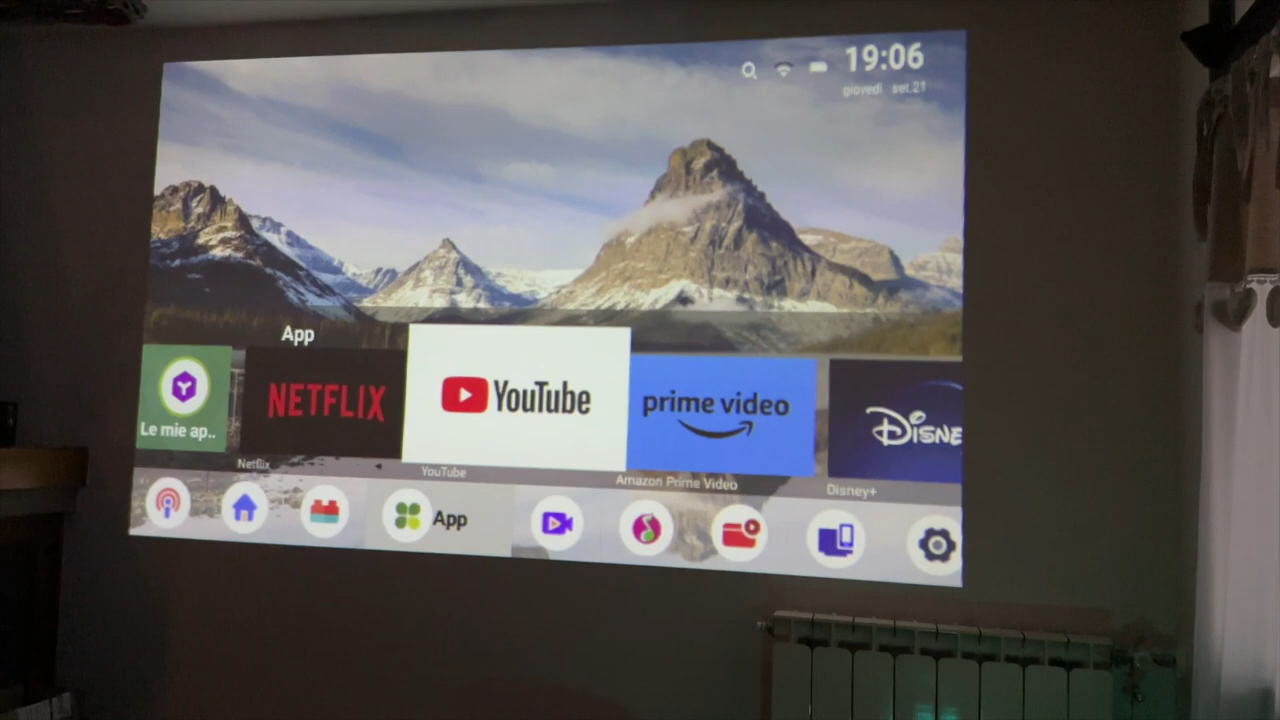 19:06
giovedì set.21
App
Le mie ap..
NETFLIX
YouTube
prime video
DISNE
Netflix
YouTube
Amazon Prime Video
Disney+
App